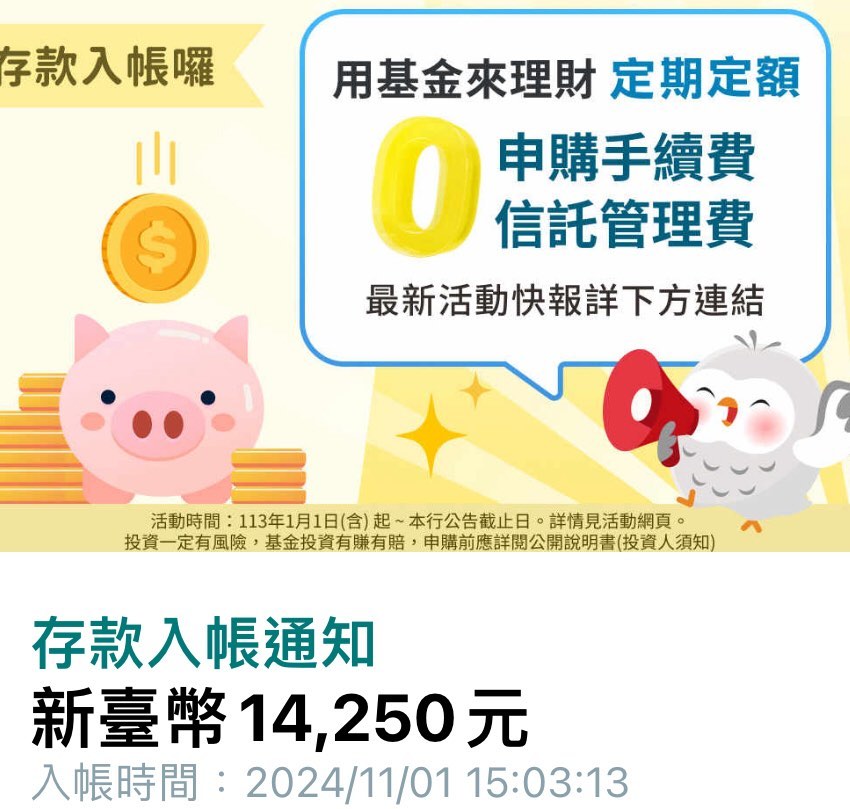 存款入帳囉
用基金來理財 定期定額
0 申購手續費
信託管理費
最新活動快報詳下方連結
$
活動時間：113年1月1日(含) 起 ~ 本行公告截止日。詳情見活動網頁。
投資一定有風險，基金投資有賺有賠，申購前應詳閱公開說明書(投資人須知)
存款入帳通知
新臺幣 14,250 元
入帳時間：2024/11/01 15:03:13